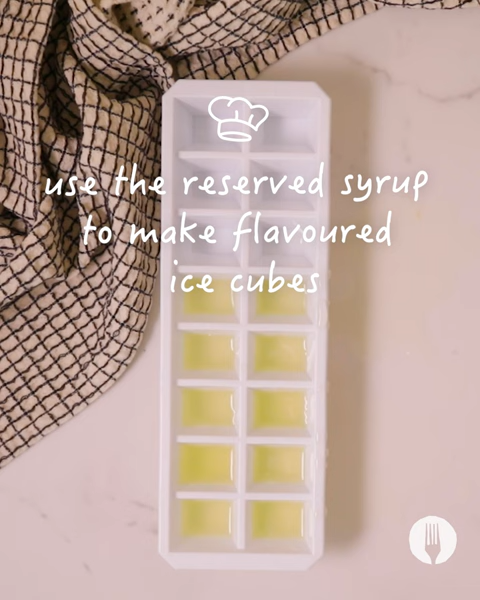 use the reserved syrup
to make flavoured
ice cubes